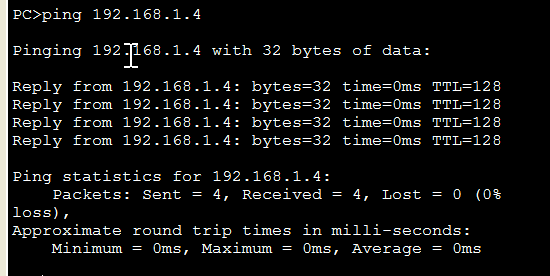 PC>ping 192.168.1.4
Pinging 192.168.1.4 with 32 bytes of data:
Reply from 192.168.1.4: bytes=32 time=0ms TTL=128
Reply from 192.168.1.4: bytes=32 time=0ms TTL=128
Reply from 192.168.1.4: bytes=32 time=0ms TTL=128
Reply from 192.168.1.4: bytes=32 time=0ms TTL=128
Ping statistics for 192.168.1.4:
Packets: Sent = 4, Received = 4, Lost = 0 (0%
loss),
Approximate round trip times in milli-seconds:
Minimum = 0ms, Maximum = 0ms, Average = 0ms